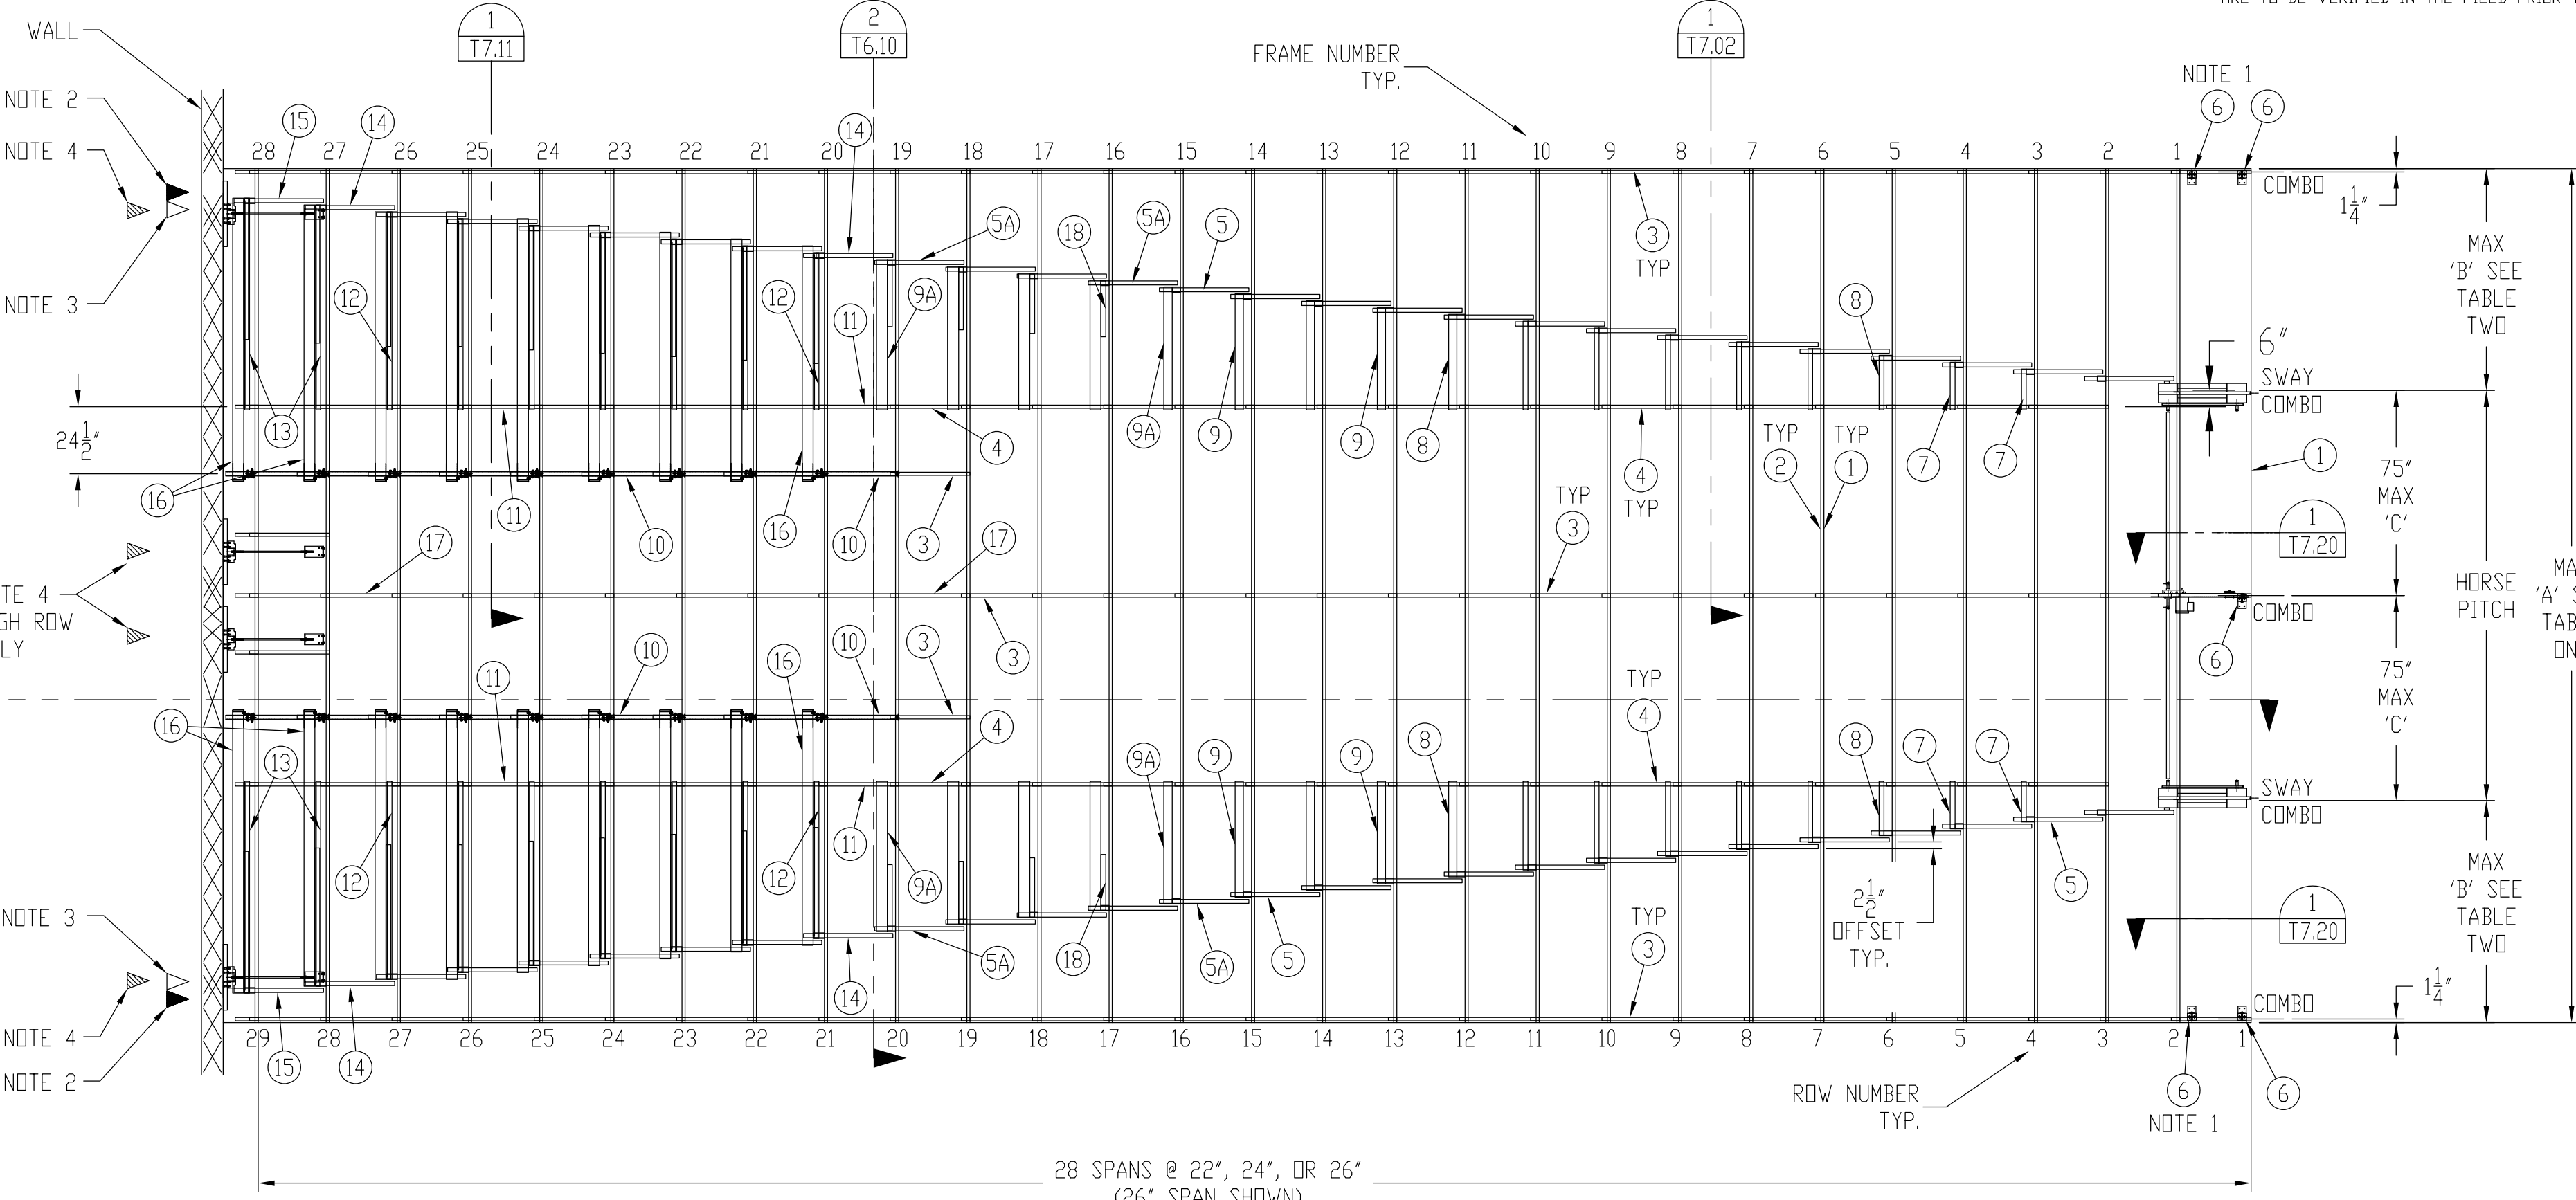 ARE TO BE VERIFIED IN THE FIELD PRIOR
WALL
1
T7.11
2
T6.10
FRAME NUMBER
TYP.
1
T7.02
NOTE 1
6 6
NOTE 2
NOTE 4
15 14 14
28 27 26 25 24 23 22 21 20 19 18 17 16 15 14 13 12 11 10 9 8 7 6 5 4 3 2 1
COMBO
1 1/4"
5A 18 5A 5
3
TYP
MAX
'B' SEE
TABLE
TWO
NOTE 3
12 12 9A 11
8
6"
SWAY
COMBO
24 1/2"
13
4 9A 9 9 8
4
TYP
TYP
2
TYP
1
7 7
1
75"
MAX
'C'
16 11 10 16 10 3
17 17
TYP
3
1
T7.20
TE 4
GH ROW
LY
HORSE
PITCH
MA
'A' S
TAB
ON
COMBO
3
6
11 10 16 10 3
4
TYP
4
75"
MAX
'C'
16
13
9A 9 9 8 8 7 7
SWAY
COMBO
12 12 11 9A
2 1/2"
OFFSET
TYP.
5
MAX
'B' SEE
TABLE
TWO
NOTE 3
14 5A 18 5A 5
TYP
3
1
T7.20
COMBO
1 1/4"
NOTE 4
29 28 27 26 25 24 23 22 21 20 19 18 17 16 15 14 13 12 11 10 9 8 7 6 5 4 3 2 1
NOTE 2
15 14
ROW NUMBER
TYP.
6 6
NOTE 1
28 SPANS @ 22", 24", OR 26"
(26" SPAN SHOWN)